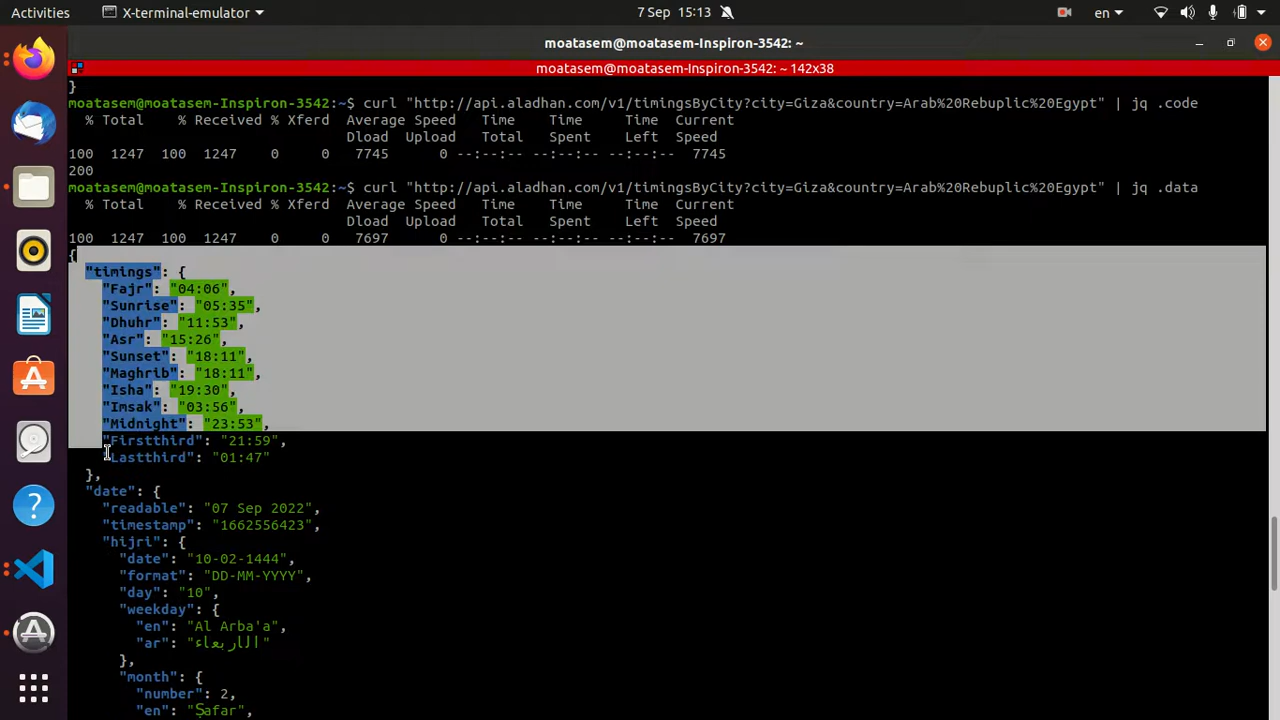 Activities
X-terminal-emulator
7 Sep 15:13
en
moatasem@moatasem-Inspiron-3542: ~
moatasem@moatasem-Inspiron-3542: ~ 142x38
}
moatasem@moatasem-Inspiron-3542:~$ curl "http://api.aladhan.com/v1/timingsByCity?city=Giza&country=Arab%20Rebuplic%20Egypt" | jq .code
% Total % Received % Xferd Average Speed Time Time Time Current
Dload Upload Total Spent Left Speed
100 1247 100 1247 0 0 7745 0 --:--:-- --:--:-- --:--:-- 7745
200
moatasem@moatasem-Inspiron-3542:~$ curl "http://api.aladhan.com/v1/timingsByCity?city=Giza&country=Arab%20Rebuplic%20Egypt" | jq .data
% Total % Received % Xferd Average Speed Time Time Time Current
Dload Upload Total Spent Left Speed
100 1247 100 1247 0 0 7697 0 --:--:-- --:--:-- --:--:-- 7697
{
"timings": {
"Fajr": "04:06",
"Sunrise": "05:35",
"Dhuhr": "11:53",
"Asr": "15:26",
"Sunset": "18:11",
"Maghrib": "18:11",
"Isha": "19:30",
"Imsak": "03:56",
"Midnight": "23:53",
"Firstthird": "21:59",
"Lastthird": "01:47"
},
"date": {
"readable": "07 Sep 2022",
"timestamp": "1662556423",
"hijri": {
"date": "10-02-1444",
"format": "DD-MM-YYYY",
"day": "10",
"weekday": {
"en": "Al Arba'a",
"ar": "الاربعاء"
},
"month": {
"number": 2,
"en": "Ṣafar",